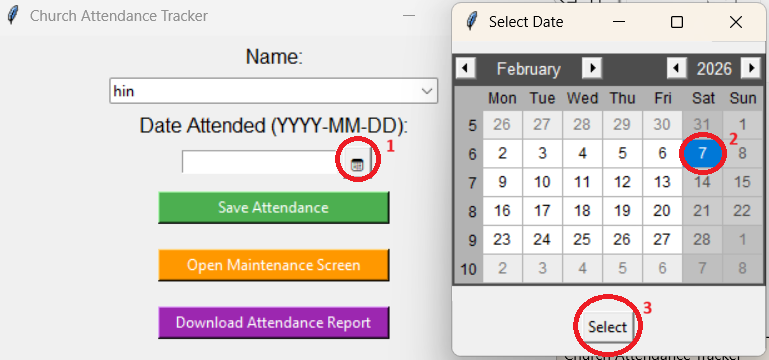 Church Attendance Tracker
Name:
hin
Date Attended (YYYY-MM-DD):
1
Save Attendance
Open Maintenance Screen
Download Attendance Report
Select Date
February 2026
Mon Tue Wed Thu Fri Sat Sun
5 26 27 28 29 30 31 1
6 2 3 4 5 6 7 8
2
7 9 10 11 12 13 14 15
8 16 17 18 19 20 21 22
9 23 24 25 26 27 28 1
10 2 3 4 5 6 7 8
3
Select
Church Attendance Tracker